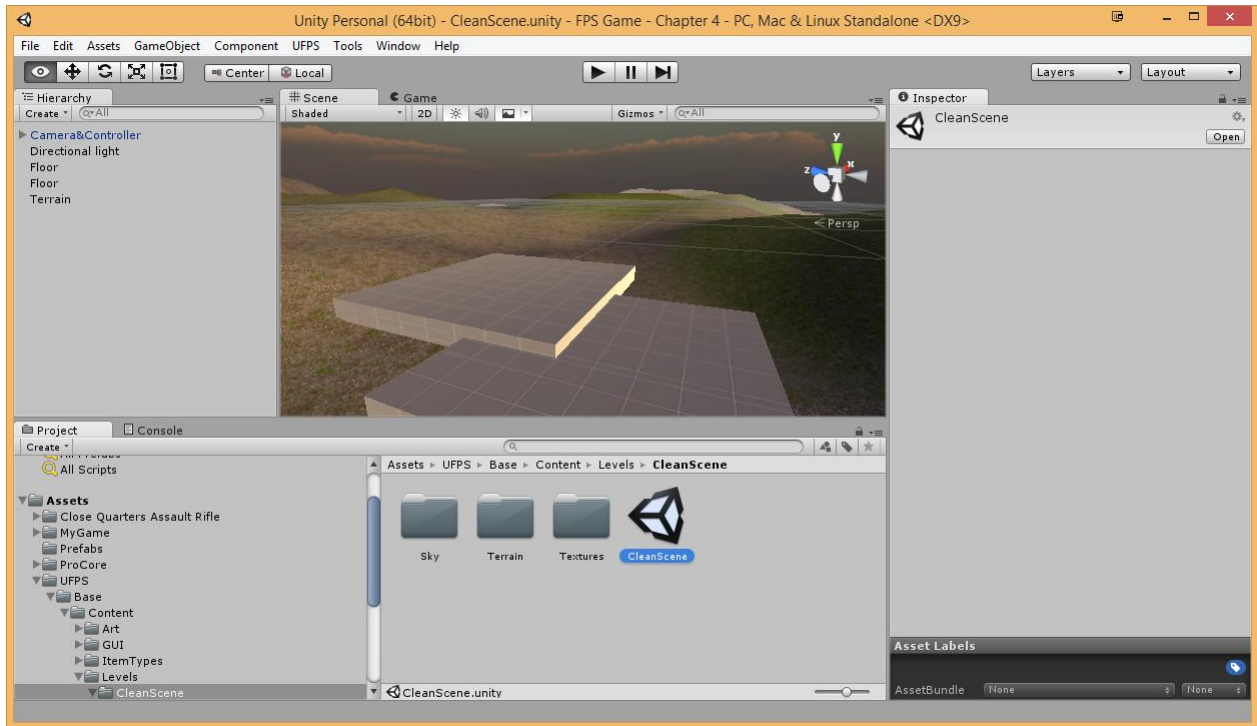 Unity Personal (64bit) - CleanScene.unity - FPS Game - Chapter 4 - PC, Mac & Linux Standalone <DX9>
File Edit Assets GameObject Component UFPS Tools Window Help
Center Local Layers Layout
Hierarchy
Create All
Camera&Controller
Directional light
Floor
Floor
Terrain
Scene Game
Shaded 2D Gizmos All
y
z x
Persp
Inspector
CleanScene
Open
Project Console
Create
All Scripts
Assets
Close Quarters Assault Rifle
MyGame
Prefabs
ProCore
UFPS
Base
Content
Art
GUI
ItemTypes
Levels
CleanScene
Assets UFPS Base Content Levels CleanScene
Sky Terrain Textures CleanScene
CleanScene.unity
Asset Labels
AssetBundle None None